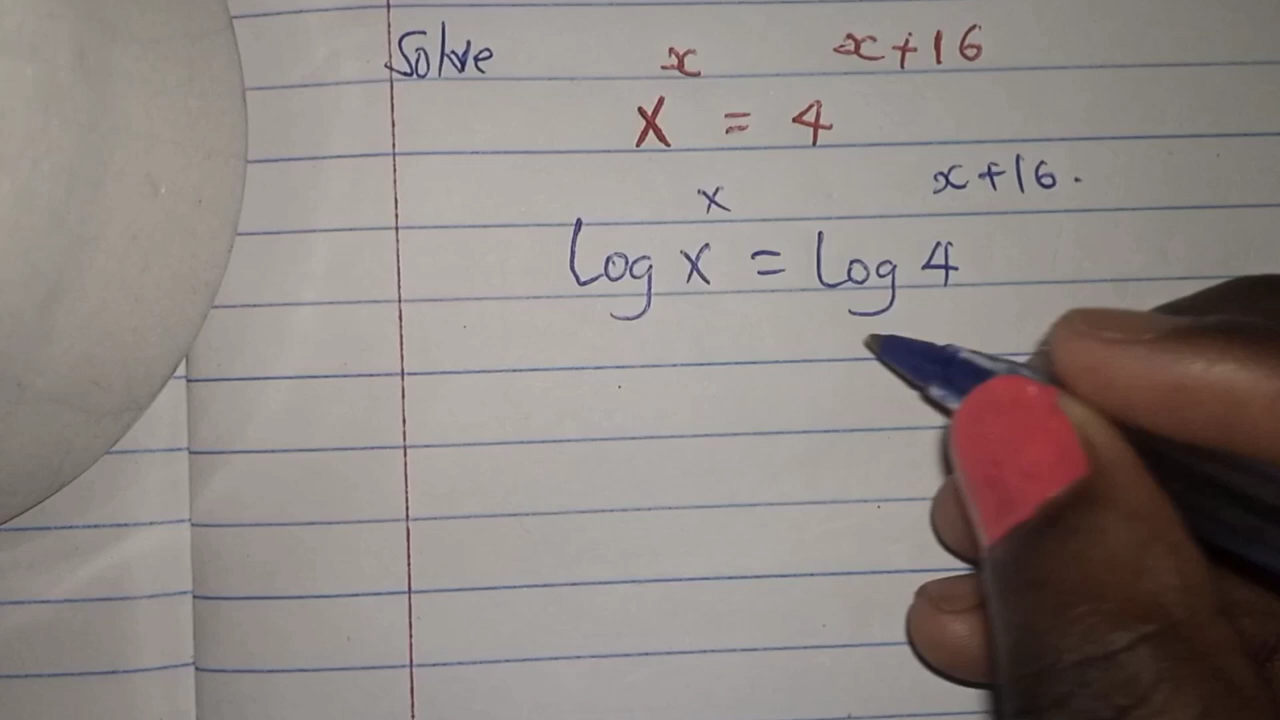 Solve x^x = 4^(x+16)
log x^x = log 4^(x+16).